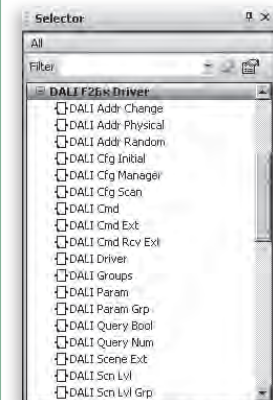 Selector
All
Filter
DALI F26x Driver
DALI Addr Change
DALI Addr Physical
DALI Addr Random
DALI Cfg Initial
DALI Cfg Manager
DALI Cfg Scan
DALI Cmd
DALI Cmd Ext
DALI Cmd Rcv Ext
DALI Driver
DALI Groups
DALI Param
DALI Param Grp
DALI Query Bool
DALI Query Num
DALI Scene Ext
DALI Scn Lvl
DALI Scn Lvl Grp